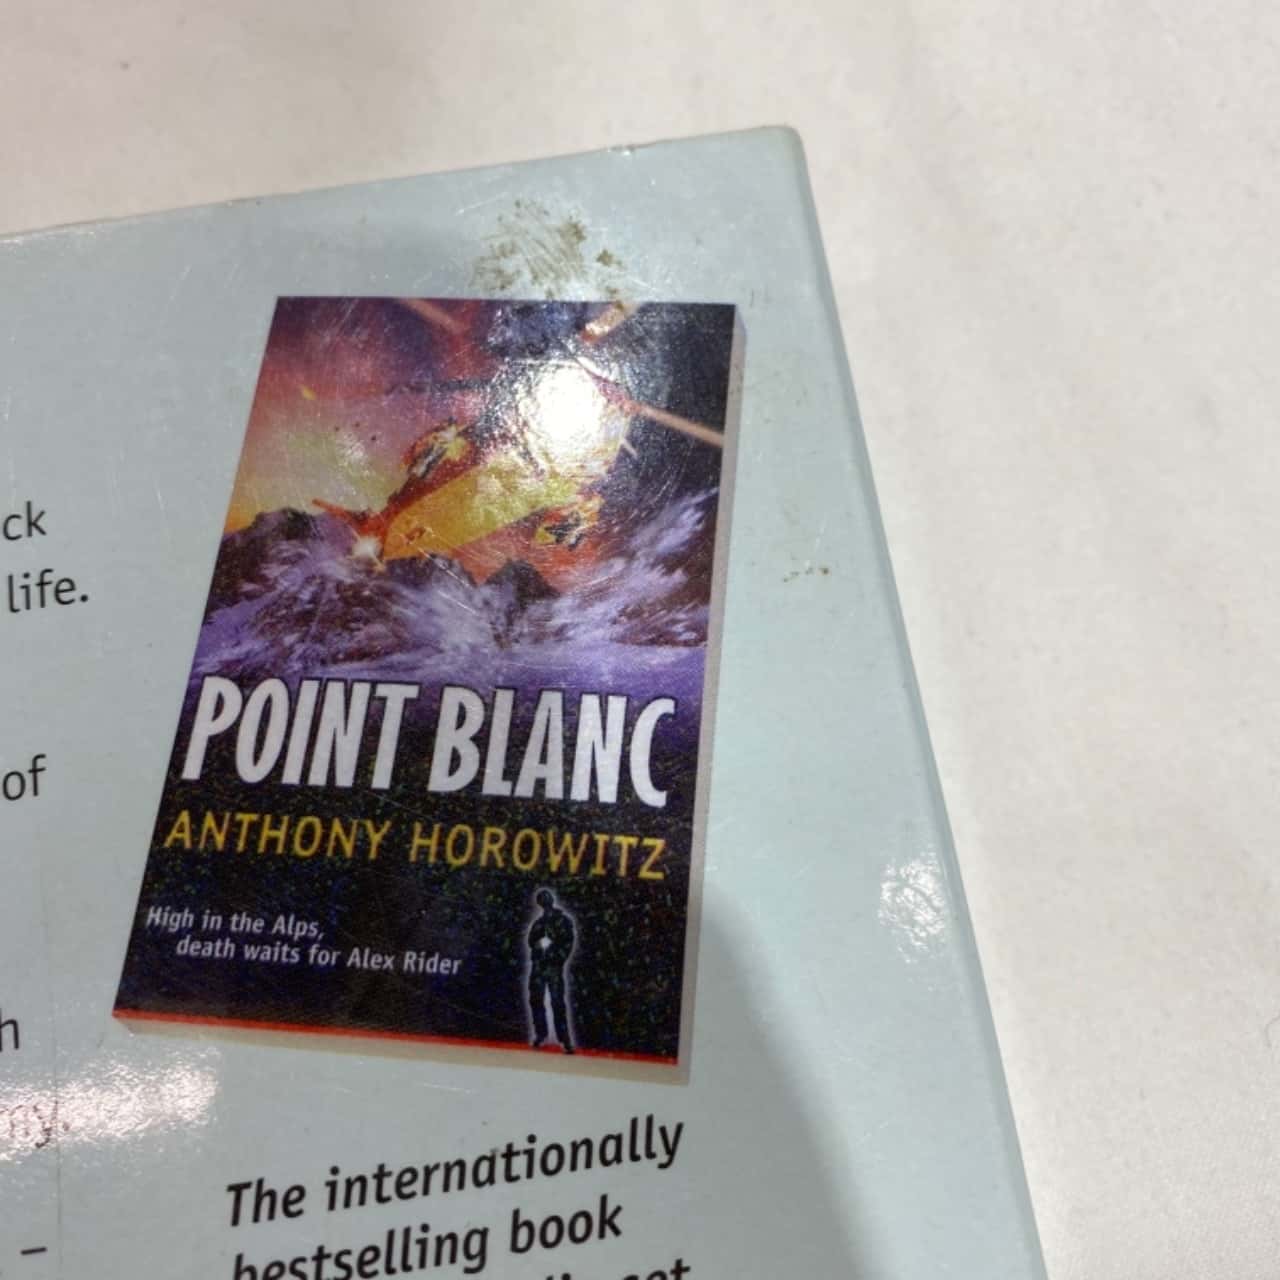 ck
life.
of
h
my.
–
POINT BLANC
ANTHONY HOROWITZ
High in the Alps,
death waits for Alex Rider
The internationally
bestselling book